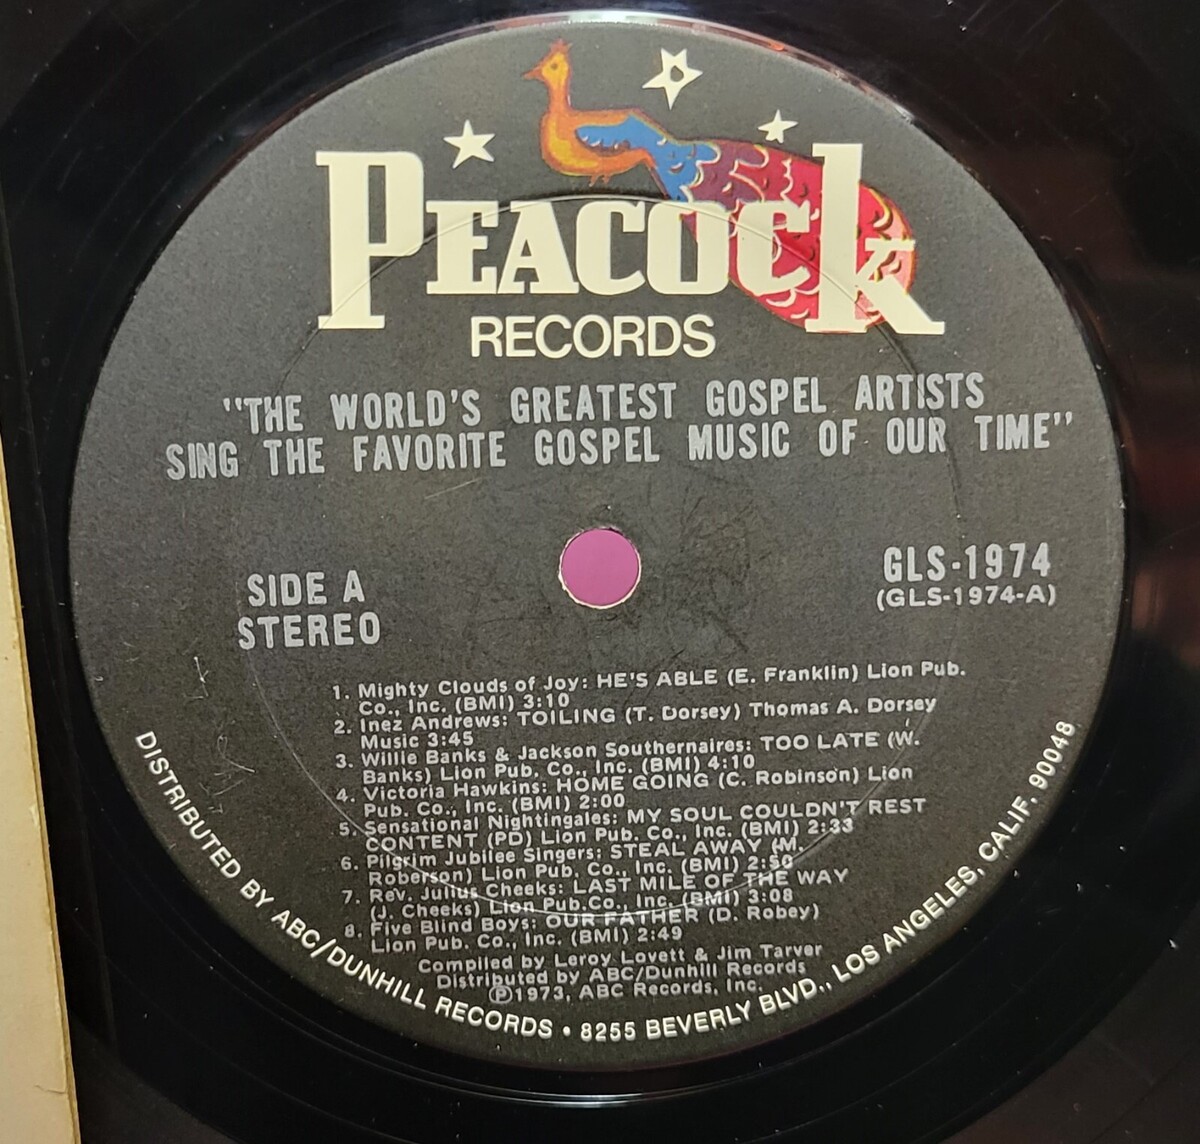 PEACOCK
RECORDS
"THE WORLD'S GREATEST GOSPEL ARTISTS
SING THE FAVORITE GOSPEL MUSIC OF OUR TIME"
SIDE A
STEREO
GLS-1974
(GLS-1974-A)
1. Mighty Clouds of Joy: HE'S ABLE (E. Franklin) Lion Pub.
Co., Inc. (BMI) 3:10
2. Inez Andrews: TOILING (T. Dorsey) Thomas A. Dorsey
Music 3:45
3. Willie Banks & Jackson Southernaires: TOO LATE (W.
Banks) Lion Pub. Co., Inc. (BMI) 4:10
4. Victoria Hawkins: HOME GOING (C. Robinson) Lion
Pub. Co., Inc. (BMI) 2:00
5. Sensational Nightingales: MY SOUL COULDN'T REST
CONTENT (PD) Lion Pub. Co., Inc. (BMI) 2:33
6. Pilgrim Jubilee Singers: STEAL AWAY (M.
Roberson) Lion Pub. Co., Inc. (BMI) 2:50
7. Rev. Julius Cheeks: LAST MILE OF THE WAY
(J. Cheeks) Lion Pub.Co., Inc. (BMI) 3:08
8. Five Blind Boys: OUR FATHER (D. Robey)
Lion Pub. Co., Inc. (BMI) 2:49
Compiled by Leroy Lovett & Jim Tarver
Distributed by ABC/Dunhill Records
℗1973, ABC Records, Inc.
DISTRIBUTED BY ABC/DUNHILL RECORDS • 8255 BEVERLY BLVD., LOS ANGELES, CALIF. 90048